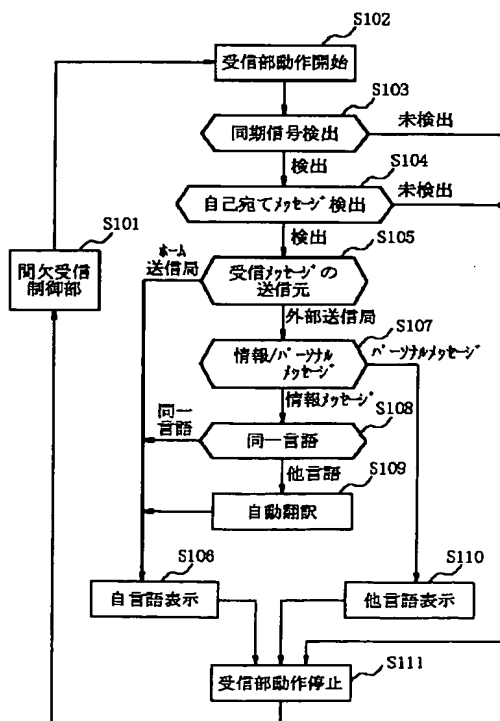 S102
受信部動作開始
S103
同期信号検出
未検出
検出
S104
自己宛てメッセージ検出
未検出
検出
S101
間欠受信
制御部
S105
ホーム
送信局
受信メッセージの
送信元
外部送信局
S107
情報/パーソナル
メッセージ
パーソナルメッセージ
情報メッセージ
S108
同一
言語
同一言語
他言語
S109
自動翻訳
S106
自言語表示
S110
他言語表示
S111
受信部動作停止